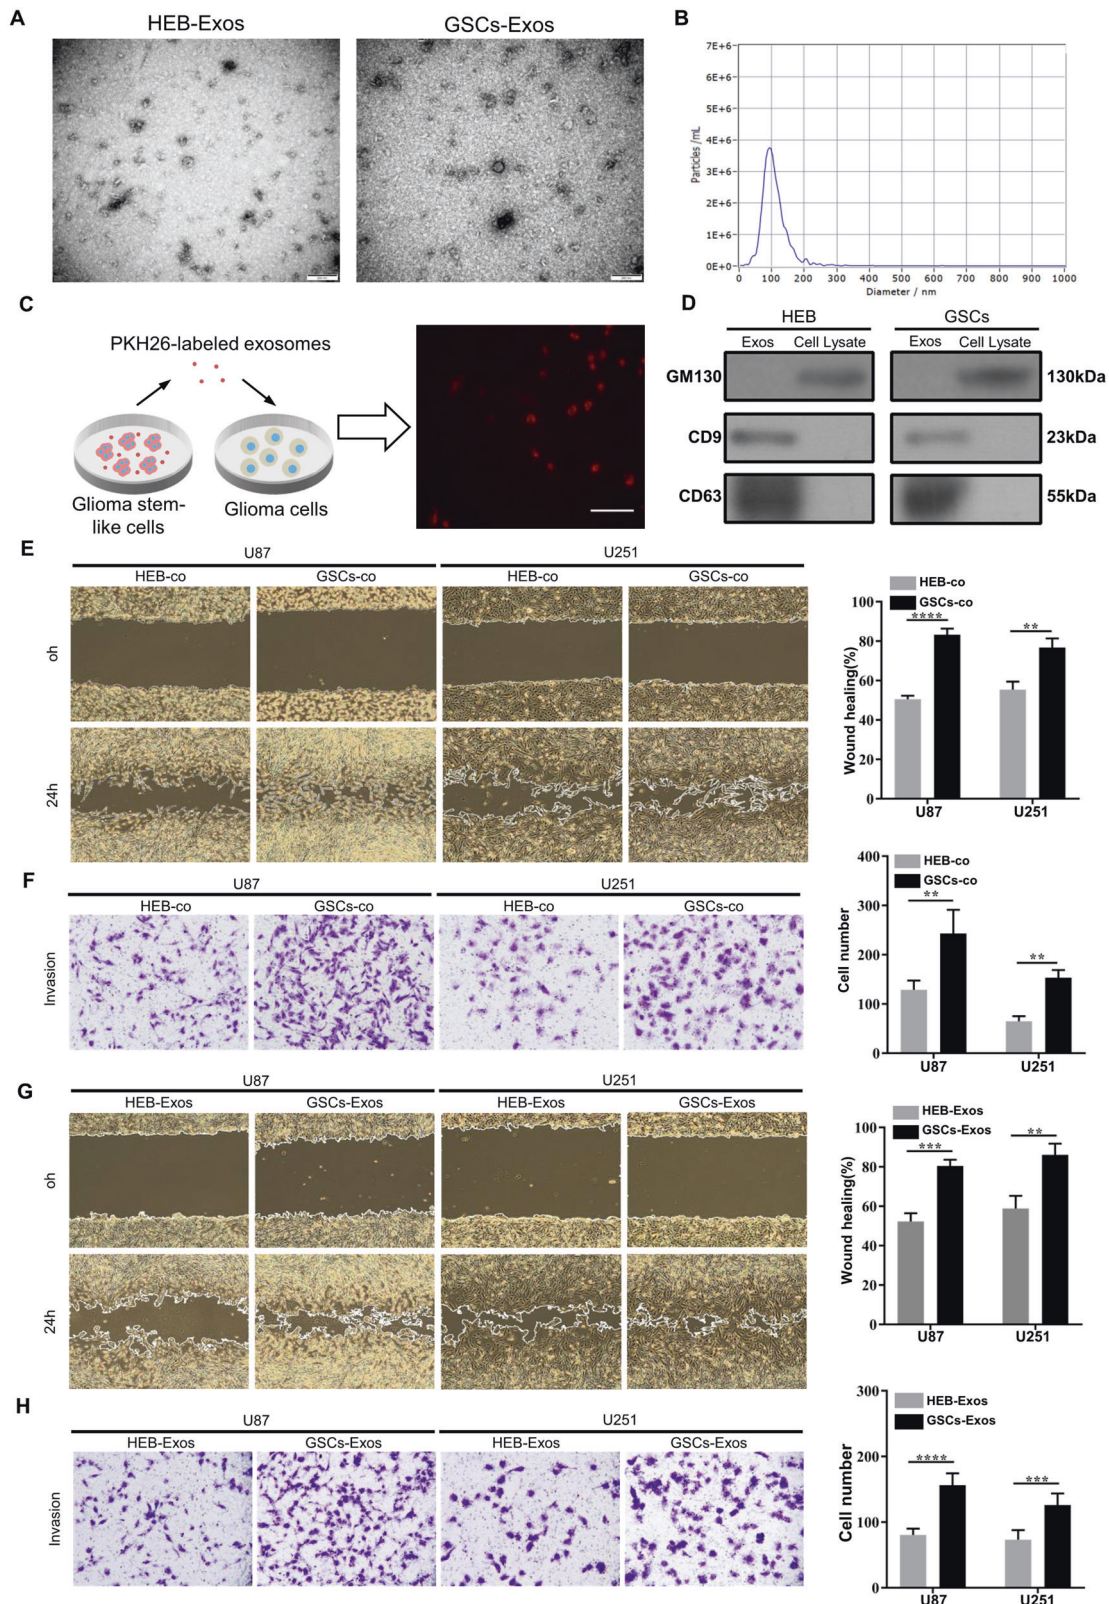 A
HEB-Exos
GSCs-Exos
B
7E+6
6E+6
5E+6
4E+6
3E+6
2E+6
1E+6
0E+0
Particles /mL
0 100 200 300 400 500 600 700 800 900 1000
Diameter / nm
C
PKH26-labeled exosomes
Glioma stem-
like cells
Glioma cells
D
HEB
GSCs
Exos Cell Lysate
Exos Cell Lysate
GM130
130kDa
CD9
23kDa
CD63
55kDa
E
U87
U251
HEB-co
GSCs-co
HEB-co
GSCs-co
oh
24h
HEB-co
GSCs-co
100
80
60
40
20
0
Wound healing(%)
****
**
U87
U251
F
U87
U251
HEB-co
GSCs-co
HEB-co
GSCs-co
Invasion
HEB-co
GSCs-co
400
300
200
100
0
Cell number
**
**
U87
U251
G
U87
U251
HEB-Exos
GSCs-Exos
HEB-Exos
GSCs-Exos
oh
24h
HEB-Exos
GSCs-Exos
100
80
60
40
20
0
Wound healing(%)
***
**
U87
U251
H
U87
U251
HEB-Exos
GSCs-Exos
HEB-Exos
GSCs-Exos
Invasion
HEB-Exos
GSCs-Exos
300
200
100
0
Cell number
****
***
U87
U251